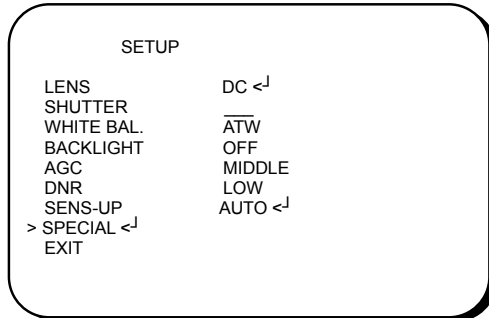 SETUP
LENS DC <┘
SHUTTER ___
WHITE BAL. ATW
BACKLIGHT OFF
AGC MIDDLE
DNR LOW
SENS-UP AUTO <┘
> SPECIAL <┘
EXIT